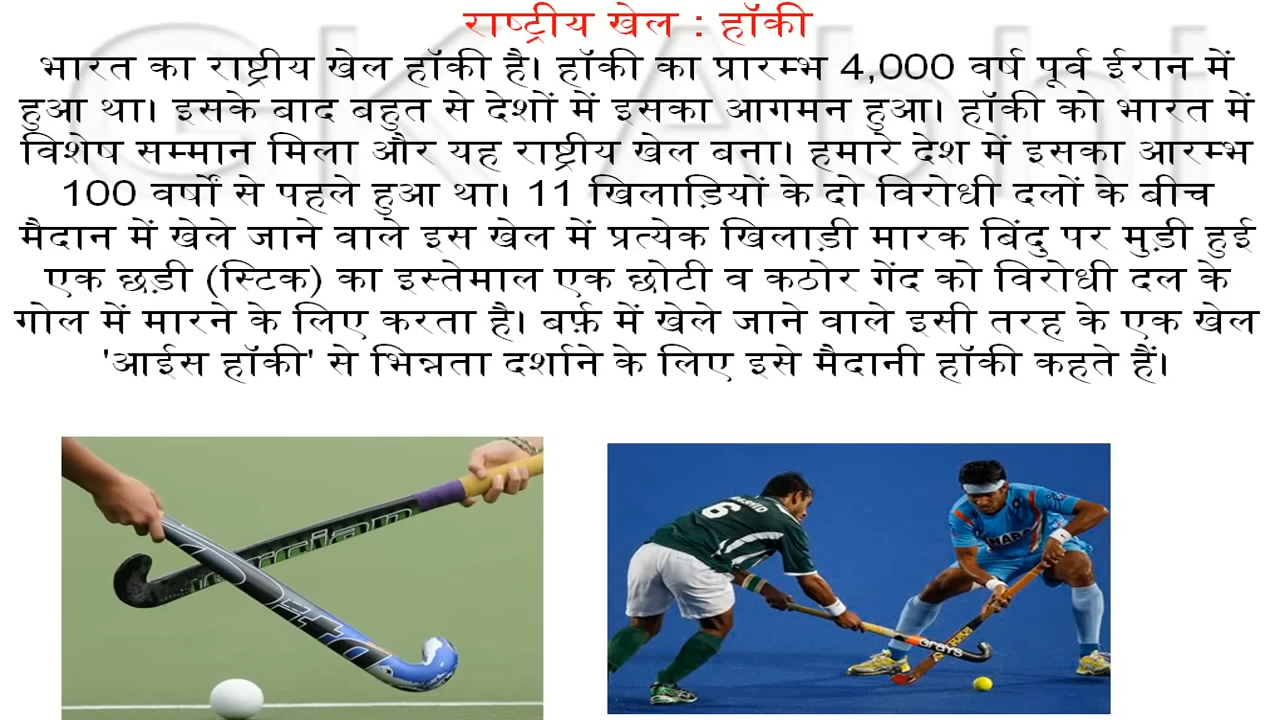 राष्ट्रीय खेल : हॉकी
भारत का राष्ट्रीय खेल हॉकी है। हॉकी का प्रारम्भ 4,000 वर्ष पूर्व ईरान में
हुआ था। इसके बाद बहुत से देशों में इसका आगमन हुआ। हॉकी को भारत में
विशेष सम्मान मिला और यह राष्ट्रीय खेल बना। हमारे देश में इसका आरम्भ
100 वर्षों से पहले हुआ था। 11 खिलाड़ियों के दो विरोधी दलों के बीच
मैदान में खेले जाने वाले इस खेल में प्रत्येक खिलाड़ी मारक बिंदु पर मुड़ी हुई
एक छड़ी (स्टिक) का इस्तेमाल एक छोटी व कठोर गेंद को विरोधी दल के
गोल में मारने के लिए करता है। बर्फ़ में खेले जाने वाले इसी तरह के एक खेल
'आईस हॉकी' से भिन्नता दर्शाने के लिए इसे मैदानी हॉकी कहते हैं।
6
GRAYS